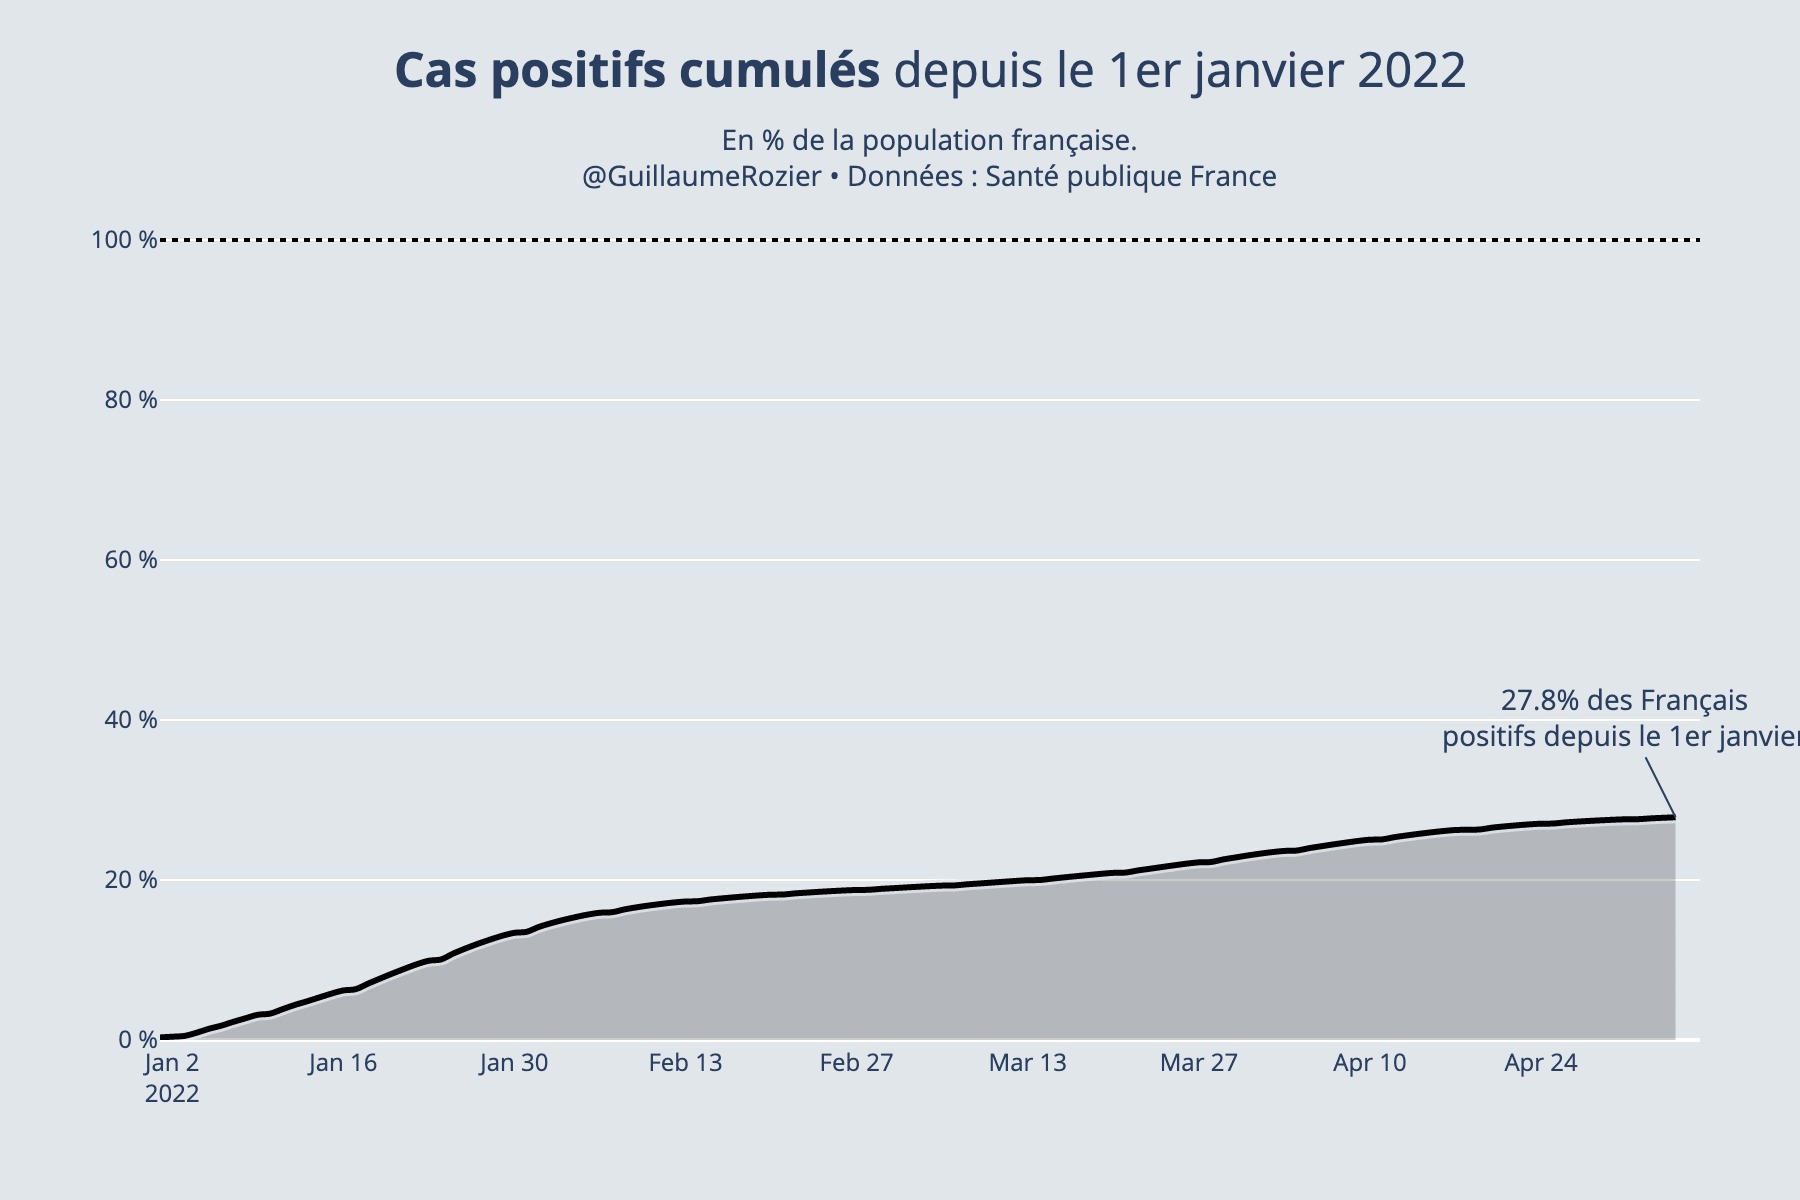 Cas positifs cumulés depuis le 1er janvier 2022
En % de la population française.
@GuillaumeRozier • Données : Santé publique France
100 %
80 %
60 %
40 %
20 %
0 %
27.8% des Français
positifs depuis le 1er janvier
Jan 2
2022
Jan 16
Jan 30
Feb 13
Feb 27
Mar 13
Mar 27
Apr 10
Apr 24